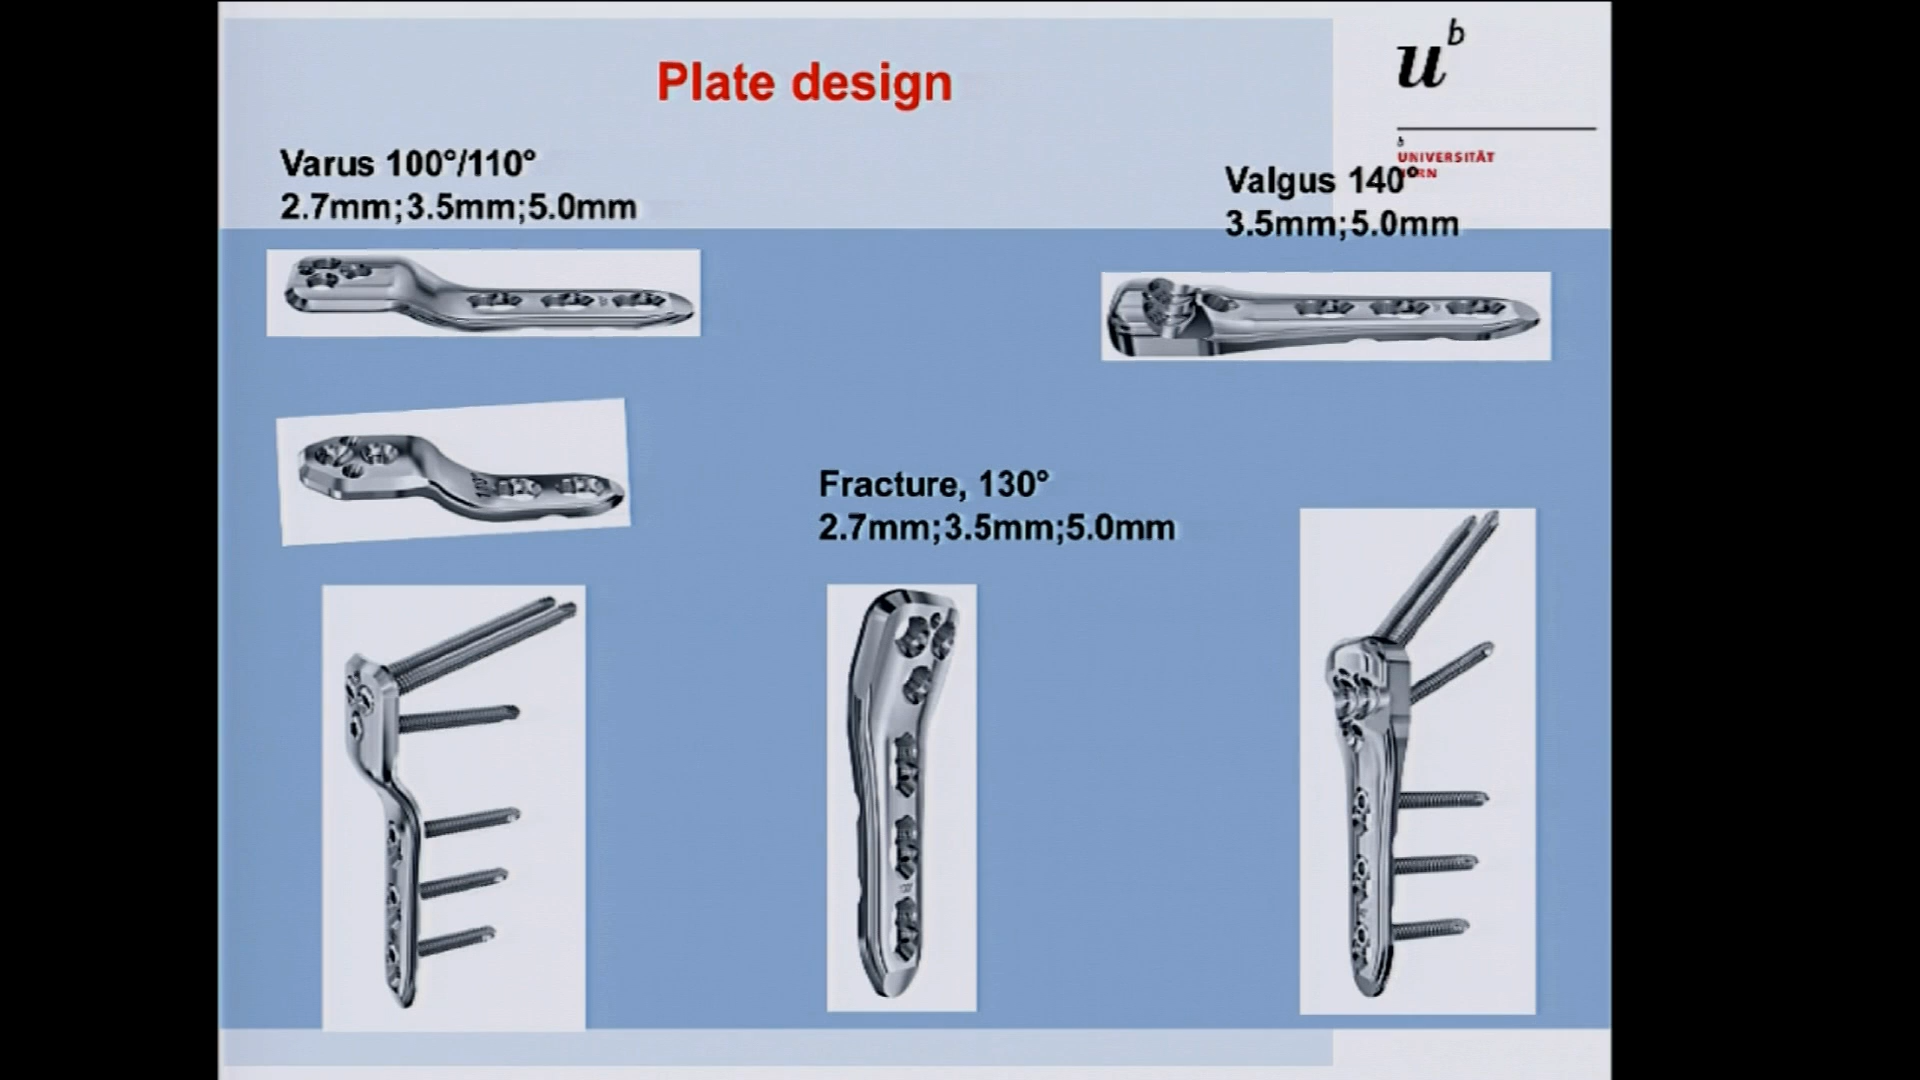 Plate design
u
b
b
UNIVERSITÄT
Varus 100°/110°
2.7mm;3.5mm;5.0mm
Valgus 140°
3.5mm;5.0mm
Fracture, 130°
2.7mm;3.5mm;5.0mm